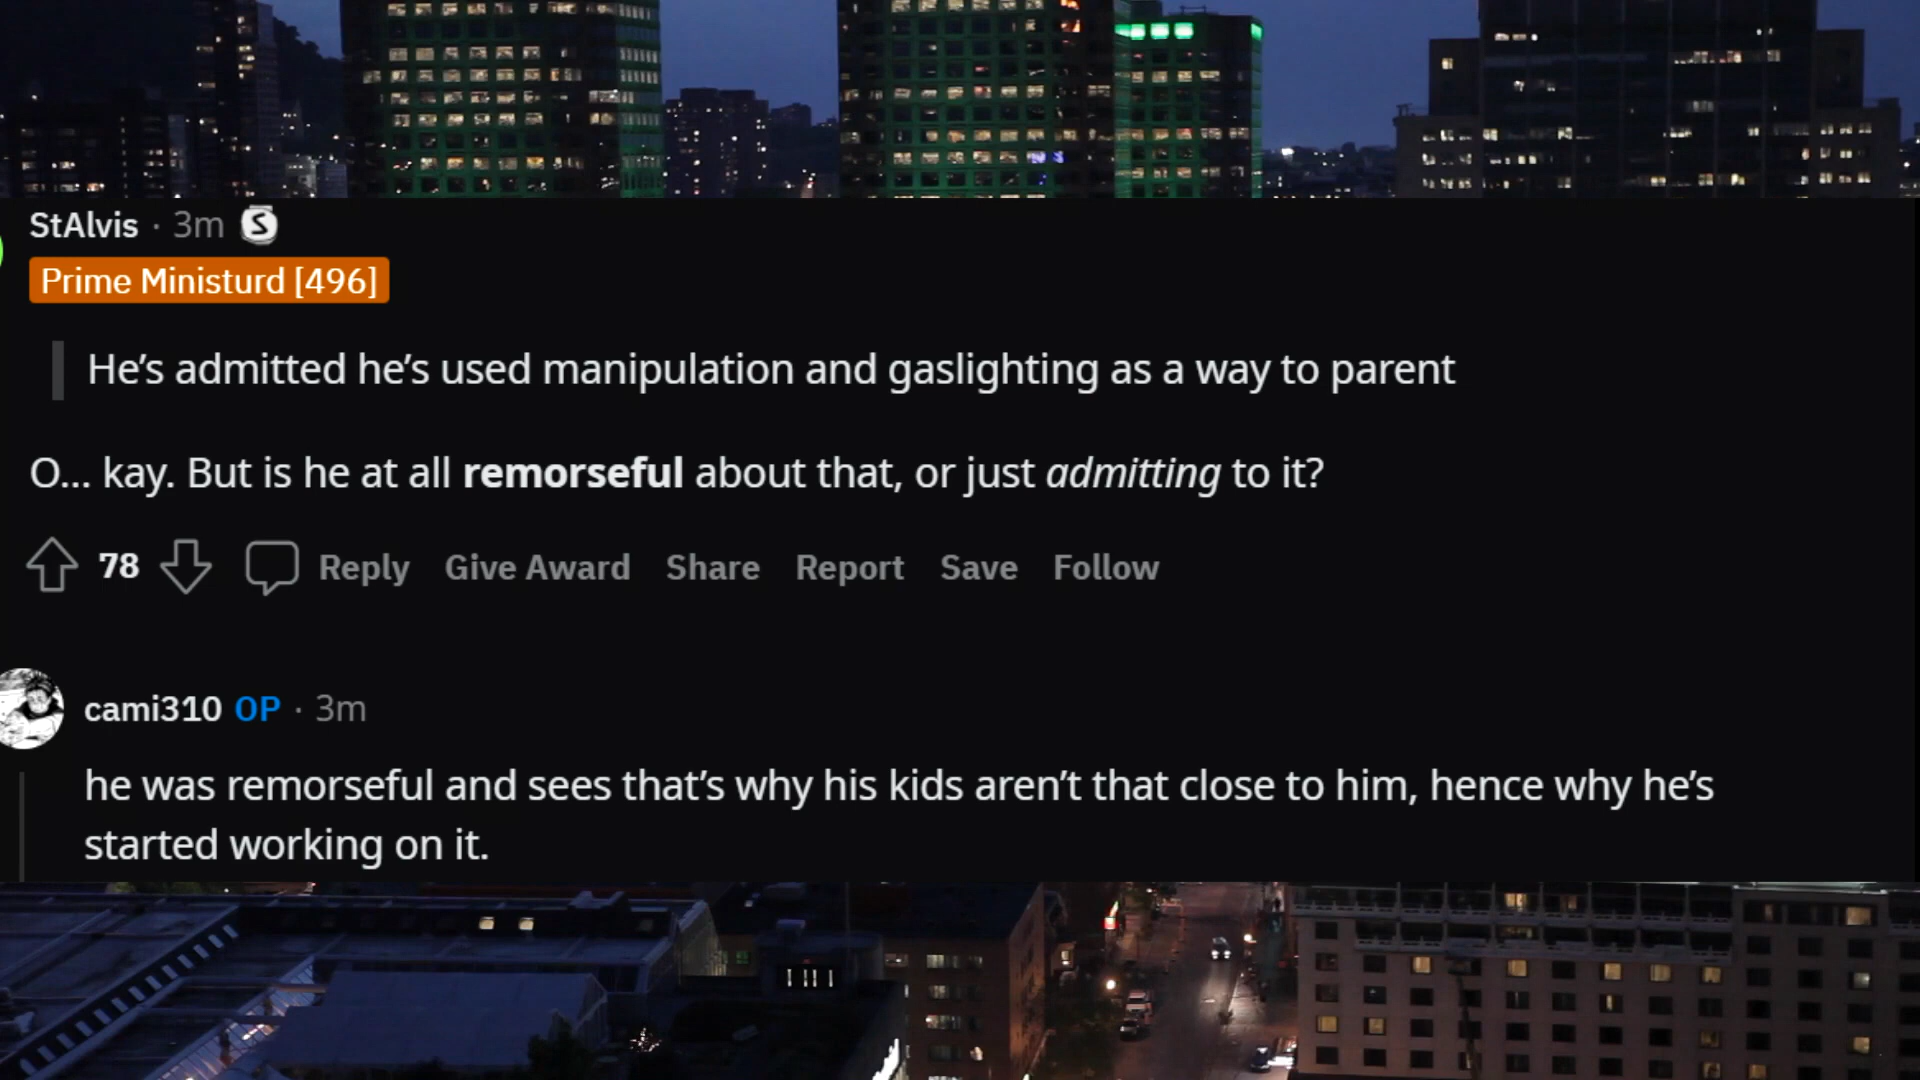 StAlvis · 3m S
Prime Ministurd [496]
He’s admitted he’s used manipulation and gaslighting as a way to parent
O... kay. But is he at all remorseful about that, or just admitting to it?
78 Reply Give Award Share Report Save Follow
cami310 OP · 3m
he was remorseful and sees that’s why his kids aren’t that close to him, hence why he’s
started working on it.